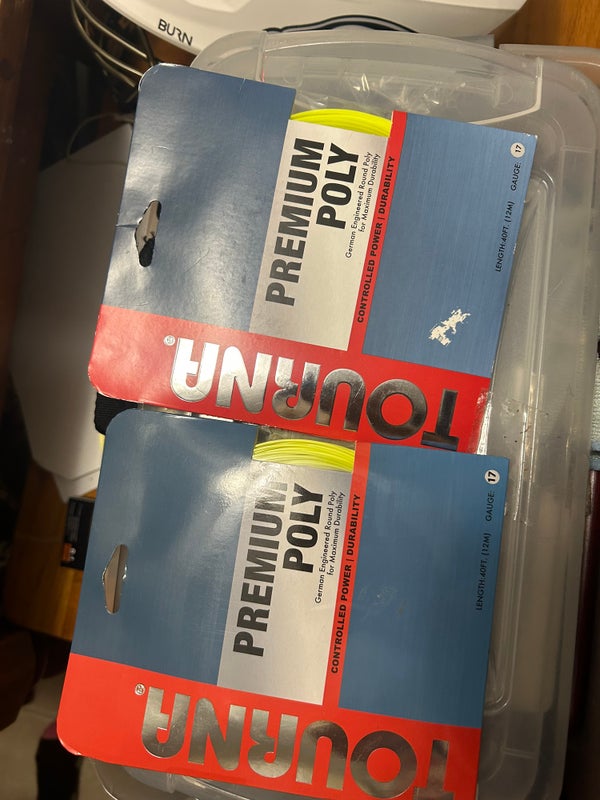 BURN
TOURNA®
PREMIUM
POLY
German Engineered Round Poly
for Maximum Durability
CONTROLLED POWER | DURABILITY
LENGTH:40FT. (12M) GAUGE: 17
TOURNA®
PREMIUM
POLY
German Engineered Round Poly
for Maximum Durability
CONTROLLED POWER | DURABILITY
LENGTH:40FT. (12M) GAUGE: 17